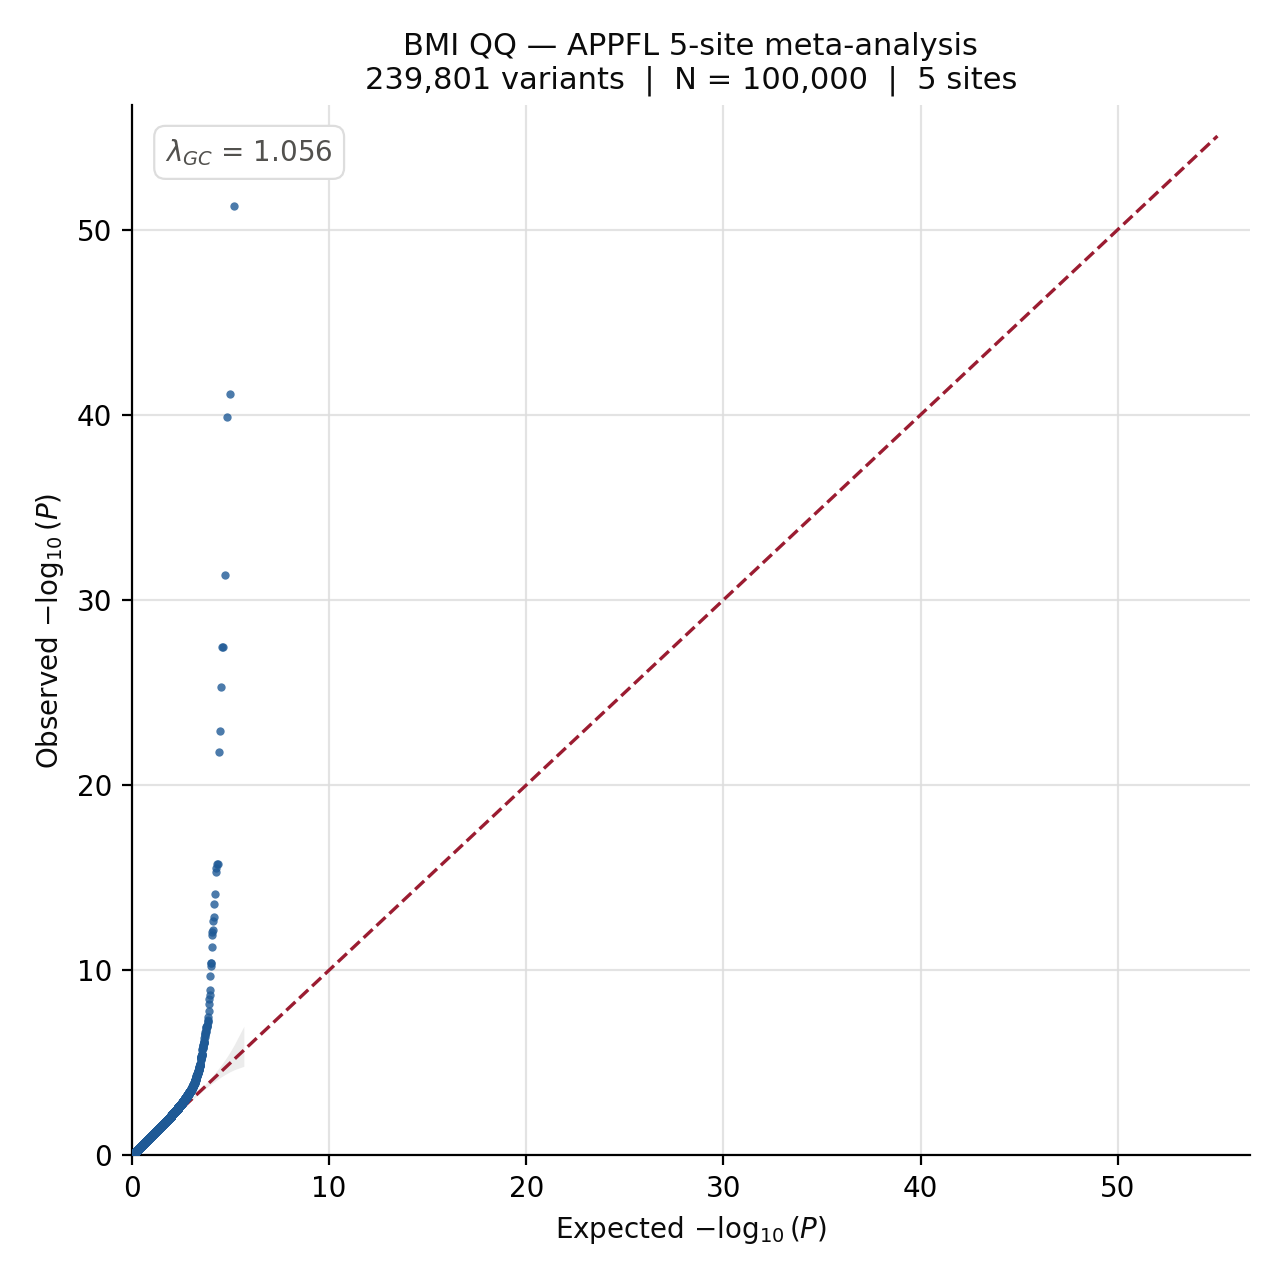 BMI QQ — APPFL 5-site meta-analysis
239,801 variants | N = 100,000 | 5 sites
λGC = 1.056
Observed −log10(P)
50
40
30
20
10
0
0 10 20 30 40 50
Expected −log10(P)